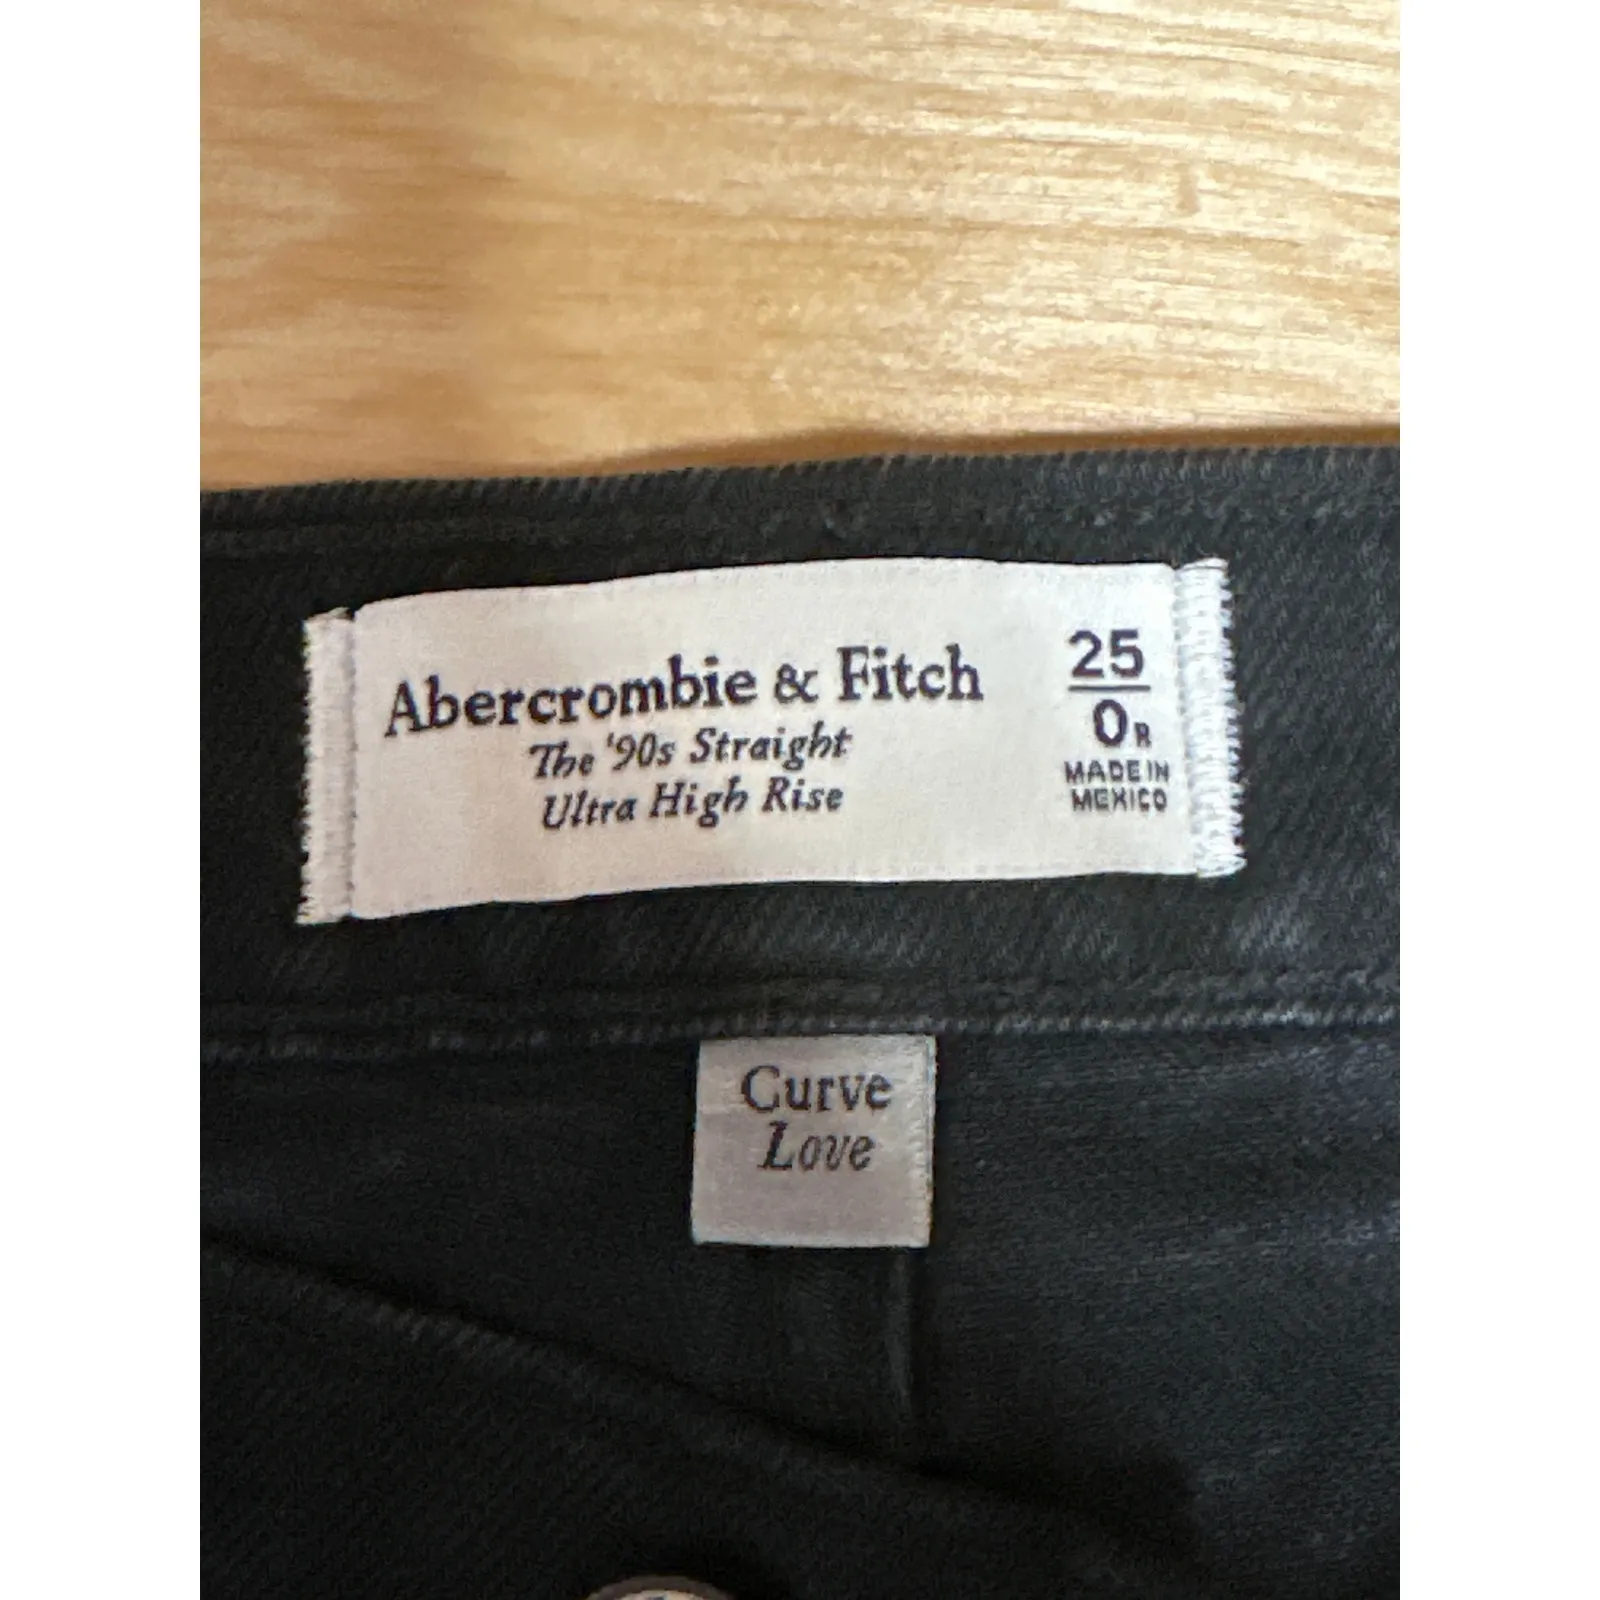 Abercrombie & Fitch
The '90s Straight
Ultra High Rise
25
0R
MADE IN
MEXICO
Curve
Love